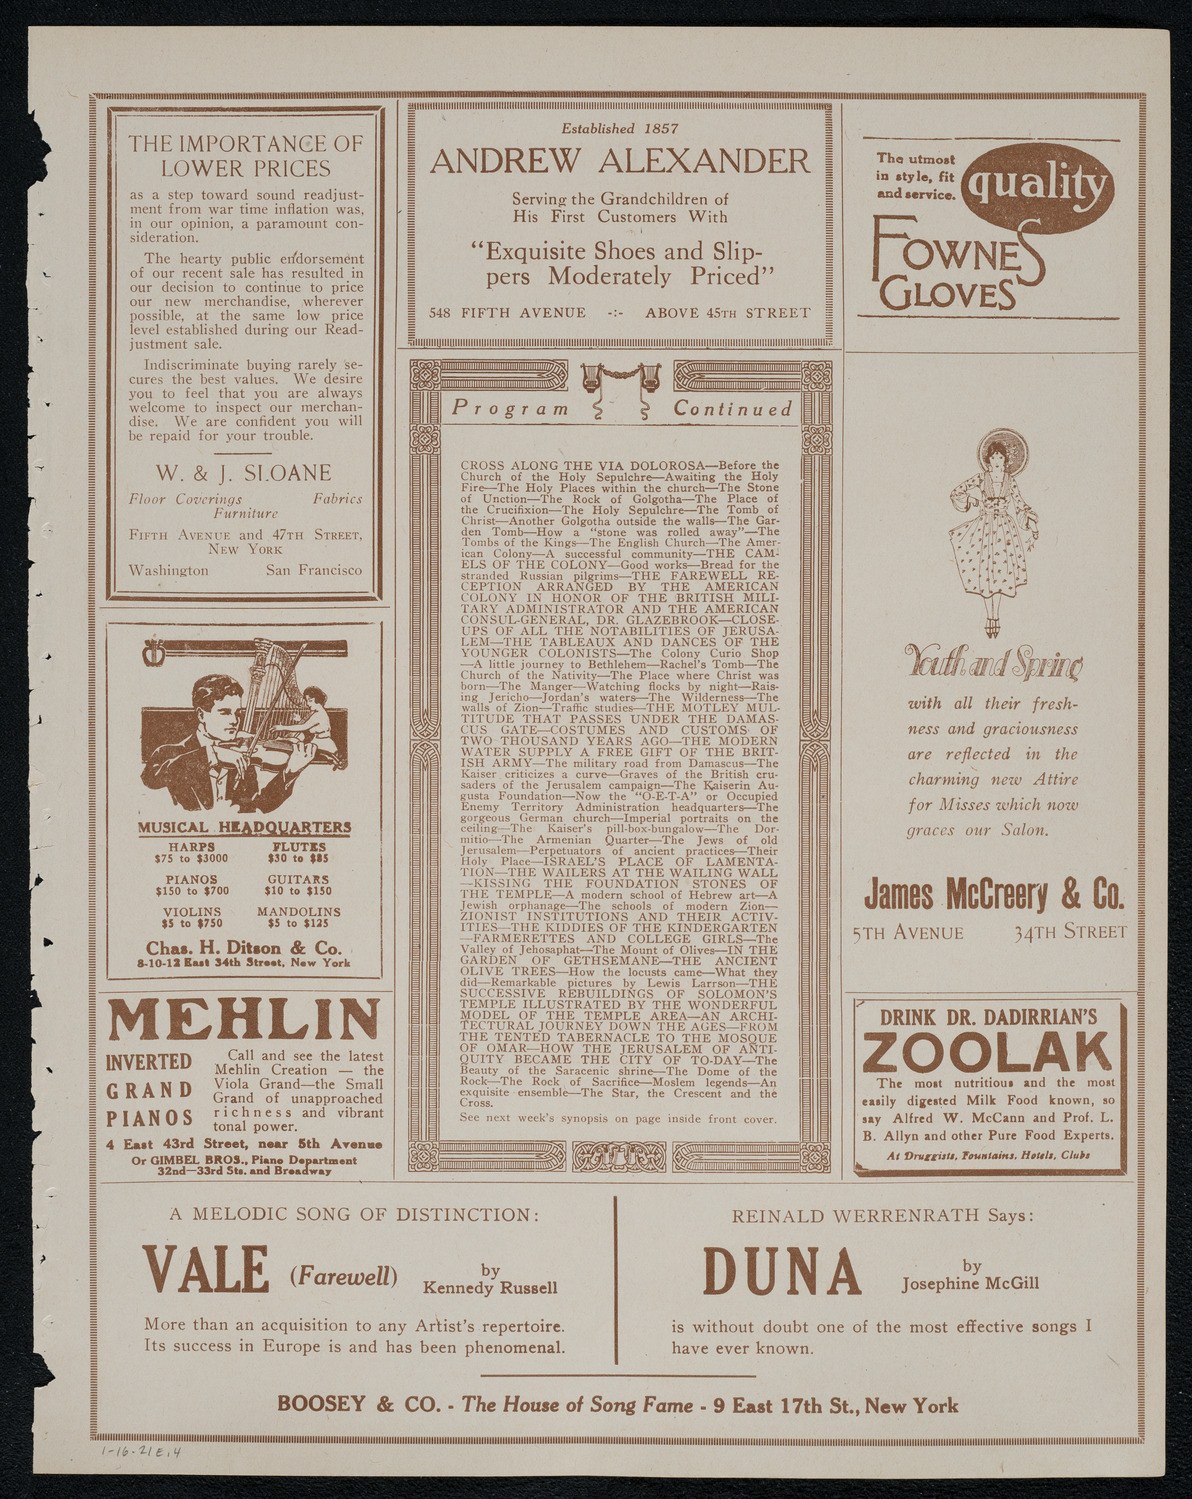 THE IMPORTANCE OF
LOWER PRICES
as a step toward sound readjust-
ment from war time inflation was,
in our opinion, a paramount con-
sideration.
The hearty public endorsement
of our recent sale has resulted in
our decision to continue to price
our new merchandise, wherever
possible, at the same low price
level established during our Read-
justment sale.
Indiscriminate buying rarely se-
cures the best values. We desire
you to feel that you are always
welcome to inspect our merchan-
dise. We are confident you will
be repaid for your trouble.
W. & J. SLOANE
Floor Coverings Fabrics
Furniture
FIFTH AVENUE and 47TH STREET,
NEW YORK
Washington San Francisco
MUSICAL HEADQUARTERS
HARPS FLUTES
$75 to $3000 $30 to $85
PIANOS GUITARS
$150 to $700 $10 to $150
VIOLINS MANDOLINS
$5 to $750 $5 to $125
Chas. H. Ditson & Co.
8-10-12 East 34th Street, New York
MEHLIN
INVERTED
GRAND
PIANOS
Call and see the latest
Mehlin Creation — the
Viola Grand—the Small
Grand of unapproached
richness and vibrant
tonal power.
4 East 43rd Street, near 5th Avenue
Or GIMBEL BROS., Piano Department
32nd—33rd Sts. and Broadway
Established 1857
ANDREW ALEXANDER
Serving the Grandchildren of
His First Customers With
"Exquisite Shoes and Slip-
pers Moderately Priced"
548 FIFTH AVENUE -:- ABOVE 45TH STREET
Program Continued
CROSS ALONG THE VIA DOLOROSA—Before the
Church of the Holy Sepulchre—Awaiting the Holy
Fire—The Holy Places within the church—The Stone
of Unction—The Rock of Golgotha—The Place of
the Crucifixion—The Holy Sepulchre—The Tomb of
Christ—Another Golgotha outside the walls—The Gar-
den Tomb—How a "stone was rolled away"—The
Tombs of the Kings—The English Church—The Amer-
ican Colony—A successful community—THE CAM-
ELS OF THE COLONY—Good works—Bread for the
stranded Russian pilgrims—THE FAREWELL RE-
CEPTION ARRANGED BY THE AMERICAN
COLONY IN HONOR OF THE BRITISH MILI-
TARY ADMINISTRATOR AND THE AMERICAN
CONSUL-GENERAL, DR. GLAZEBROOK—CLOSE-
UPS OF ALL THE NOTABILITIES OF JERUSA-
LEM—THE TABLEAUX AND DANCES OF THE
YOUNGER COLONISTS—The Colony Curio Shop
—A little journey to Bethlehem—Rachel's Tomb—The
Church of the Nativity—The Place where Christ was
born—The Manger—Watching flocks by night—Rais-
ing Jericho—Jordan's waters—The Wilderness—The
walls of Zion—Traffic studies—THE MOTLEY MUL-
TITUDE THAT PASSES UNDER THE DAMAS-
CUS GATE—COSTUMES AND CUSTOMS OF
TWO THOUSAND YEARS AGO—THE MODERN
WATER SUPPLY A FREE GIFT OF THE BRIT-
ISH ARMY—The military road from Damascus—The
Kaiser criticizes a curve—Graves of the British cru-
saders of the Jerusalem campaign—The Kaiserin Au-
gusta Foundation—Now the "O-E-T-A" or Occupied
Enemy Territory Administration headquarters—The
gorgeous German church—Imperial portraits on the
ceiling—The Kaiser's pill-box-bungalow—The Dor-
mitio—The Armenian Quarter—The Jews of old
Jerusalem—Perpetuators of ancient practices—Their
Holy Place—ISRAEL'S PLACE OF LAMENTA-
TION—THE WAILERS AT THE WAILING WALL
—KISSING THE FOUNDATION STONES OF
THE TEMPLE—A modern school of Hebrew art—A
Jewish orphanage—The schools of modern Zion—
ZIONIST INSTITUTIONS AND THEIR ACTIV-
ITIES—THE KIDDIES OF THE KINDERGARTEN
—FARMERETTES AND COLLEGE GIRLS—The
Valley of Jehosaphat—The Mount of Olives—IN THE
GARDEN OF GETHSEMANE—THE ANCIENT
OLIVE TREES—How the locusts came—What they
did—Remarkable pictures by Lewis Larrson—THE
SUCCESSIVE REBUILDINGS OF SOLOMON'S
TEMPLE ILLUSTRATED BY THE WONDERFUL
MODEL OF THE TEMPLE AREA—AN ARCHI-
TECTURAL JOURNEY DOWN THE AGES—FROM
THE TENTED TABERNACLE TO THE MOSQUE
OF OMAR—HOW THE JERUSALEM OF ANTI-
QUITY BECAME THE CITY OF TO-DAY—The
Beauty of the Saracenic shrine—The Dome of the
Rock—The Rock of Sacrifice—Moslem legends—An
exquisite ensemble—The Star, the Crescent and the
Cross.
See next week's synopsis on page inside front cover.
The utmost
in style, fit
and service.
quality
FOWNES
GLOVES
Youth and Spring
with all their fresh-
ness and graciousness
are reflected in the
charming new Attire
for Misses which now
graces our Salon.
James McCreery & Co.
5TH AVENUE 34TH STREET
DRINK DR. DADIRRIAN'S
ZOOLAK
The most nutritious and the most
easily digested Milk Food known, so
say Alfred W. McCann and Prof. L.
B. Allyn and other Pure Food Experts.
At Druggists, Fountains, Hotels, Clubs
A MELODIC SONG OF DISTINCTION:
VALE (Farewell) by
Kennedy Russell
More than an acquisition to any Artist's repertoire.
Its success in Europe is and has been phenomenal.
REINALD WERRENRATH Says:
DUNA by
Josephine McGill
is without doubt one of the most effective songs I
have ever known.
BOOSEY & CO. - The House of Song Fame - 9 East 17th St., New York
1-16-21E.4